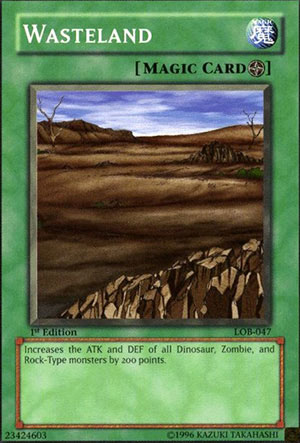 WASTELAND
MAGIC
魔
[MAGIC CARD]
1st Edition
LOB-047
Increases the ATK and DEF of all Dinosaur, Zombie, and
Rock-Type monsters by 200 points.
23424603
©1996 KAZUKI TAKAHASHI